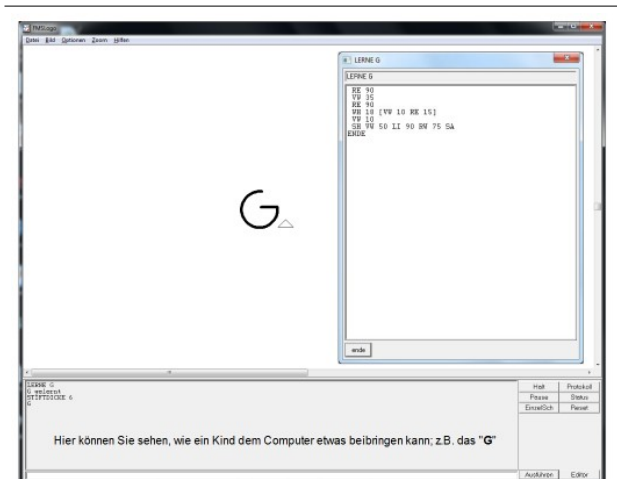 FMSLogo
Datei Bild Optionen Zoom Hilfen
LERNE G
LERNE G
RE 90
VW 35
RE 90
WH 18 [VW 10 RE 15]
VW 10
SH VW 50 LI 90 RW 75 SA
ENDE
G
ende
LERNE G
G gelernt
STIFTDICKE 6
G
Halt Protokoll
Pause Status
EinzelSch Reset
Hier können Sie sehen, wie ein Kind dem Computer etwas beibringen kann; z.B. das "G"
Ausführen Editor